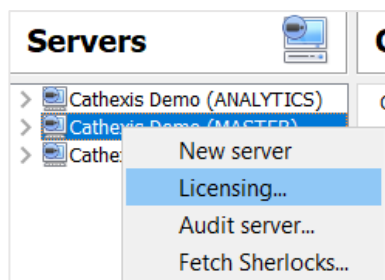 Servers
Cathexis Demo (ANALYTICS)
Cathexis Demo (MASTER)
New server
Licensing...
Audit server...
Fetch Sherlocks...